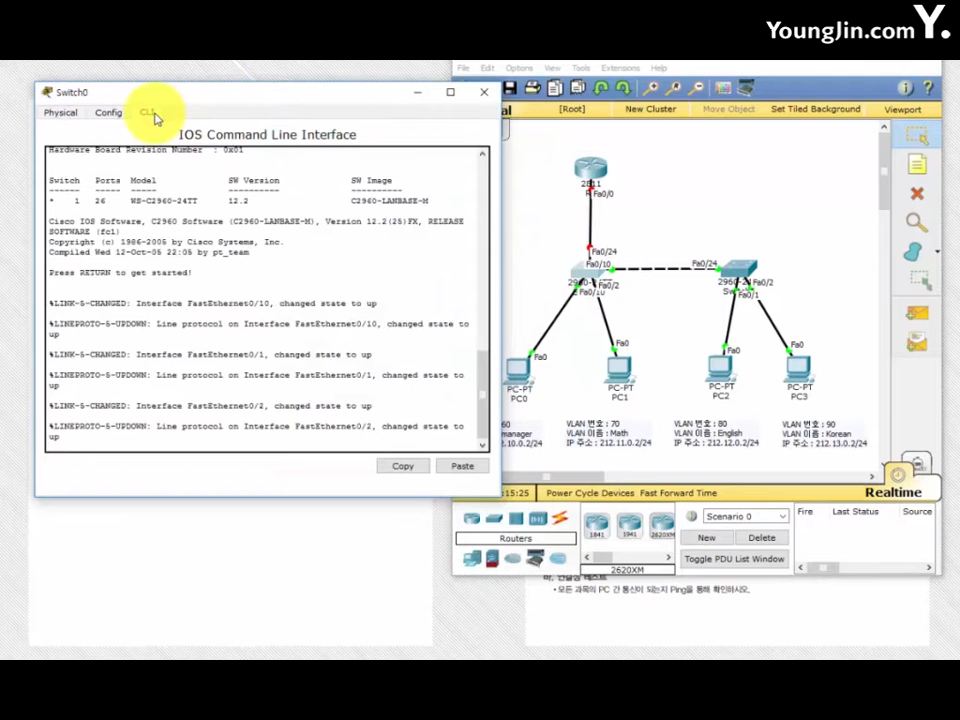 YoungJin.com Y.
Switch0
Physical Config CLI
IOS Command Line Interface
Hardware Board Revision Number : 0x01
Switch Ports Model SW Version SW Image
------ ----- ----- ---------- ----------
* 1 26 WS-C2960-24TT 12.2 C2960-LANBASE-M
Cisco IOS Software, C2960 Software (C2960-LANBASE-M), Version 12.2(25)FX, RELEASE
SOFTWARE (fc1)
Copyright (c) 1986-2005 by Cisco Systems, Inc.
Compiled Wed 12-Oct-05 22:05 by pt_team
Press RETURN to get started!
%LINK-5-CHANGED: Interface FastEthernet0/10, changed state to up
%LINEPROTO-5-UPDOWN: Line protocol on Interface FastEthernet0/10, changed state to
up
%LINK-5-CHANGED: Interface FastEthernet0/1, changed state to up
%LINEPROTO-5-UPDOWN: Line protocol on Interface FastEthernet0/1, changed state to
up
%LINK-5-CHANGED: Interface FastEthernet0/2, changed state to up
%LINEPROTO-5-UPDOWN: Line protocol on Interface FastEthernet0/2, changed state to
up
Copy Paste
File Edit Options View Tools Extensions Help
[Root] New Cluster Move Object Set Tiled Background Viewport
2811
Fa0/0
Fa0/24
Fa0/10
Fa0/24
Fa0/2
Fa0/2
Fa0/1
Fa0
Fa0
Fa0
Fa0
PC-PT
PC0
PC-PT
PC1
PC-PT
PC2
PC-PT
PC3
60
manager
2.10.0.2/24
VLAN 번호 : 70
VLAN 이름 : Math
IP 주소 : 212.11.0.2/24
VLAN 번호 : 80
VLAN 이름 : English
IP 주소 : 212.12.0.2/24
VLAN 번호 : 90
VLAN 이름 : Korean
IP 주소 : 212.13.0.2/24
:15:25 Power Cycle Devices Fast Forward Time
Realtime
Routers
1841 1941 2620XM
2620XM
Scenario 0
New Delete
Toggle PDU List Window
Fire Last Status Source
• 모든 과목의 PC 간 통신이 되는지 Ping을 통해 확인하시오.